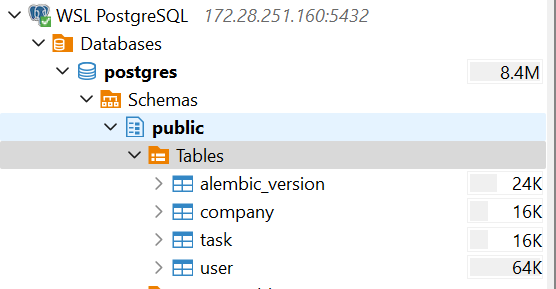 WSL PostgreSQL 172.28.251.160:5432
Databases
postgres 8.4M
Schemas
public
Tables
alembic_version 24K
company 16K
task 16K
user 64K